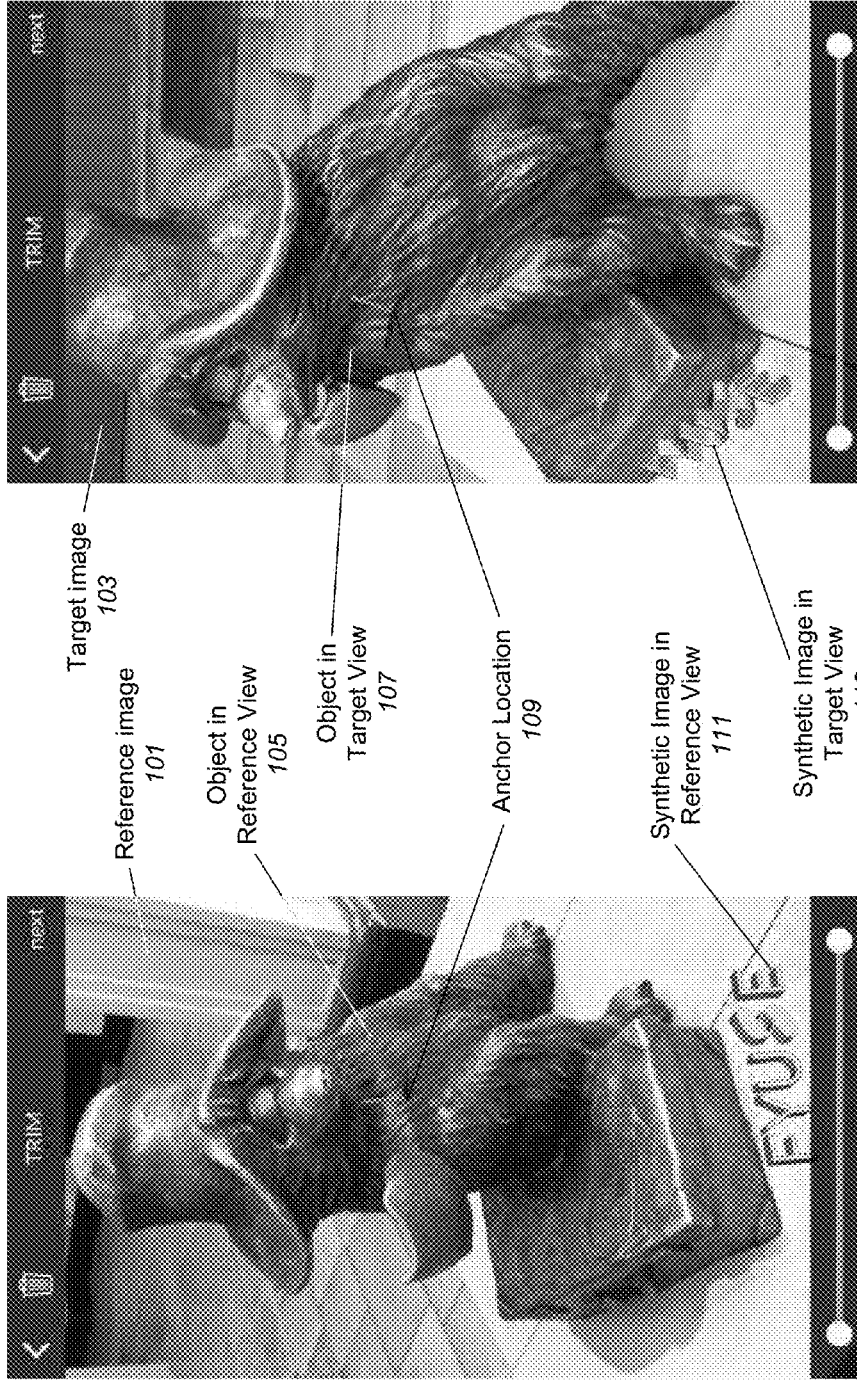 TRIM
next
TRIM
next
Target image
103
Reference image
101
Object in
Reference View
105
Object in
Target View
107
Anchor Location
109
Synthetic Image in
Reference View
111
Synthetic Image in
Target View
FYUSE